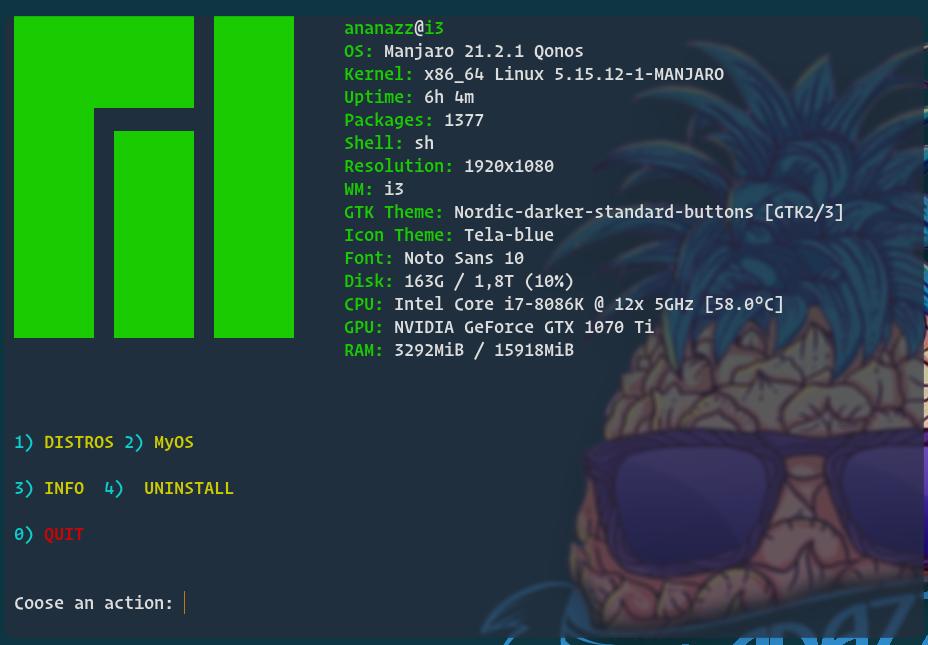 ananazz@i3
OS: Manjaro 21.2.1 Qonos
Kernel: x86_64 Linux 5.15.12-1-MANJARO
Uptime: 6h 4m
Packages: 1377
Shell: sh
Resolution: 1920x1080
WM: i3
GTK Theme: Nordic-darker-standard-buttons [GTK2/3]
Icon Theme: Tela-blue
Font: Noto Sans 10
Disk: 163G / 1,8T (10%)
CPU: Intel Core i7-8086K @ 12x 5GHz [58.0°C]
GPU: NVIDIA GeForce GTX 1070 Ti
RAM: 3292MiB / 15918MiB
1) DISTROS 2) MyOS
3) INFO  4)  UNINSTALL
0) QUIT
Coose an action: